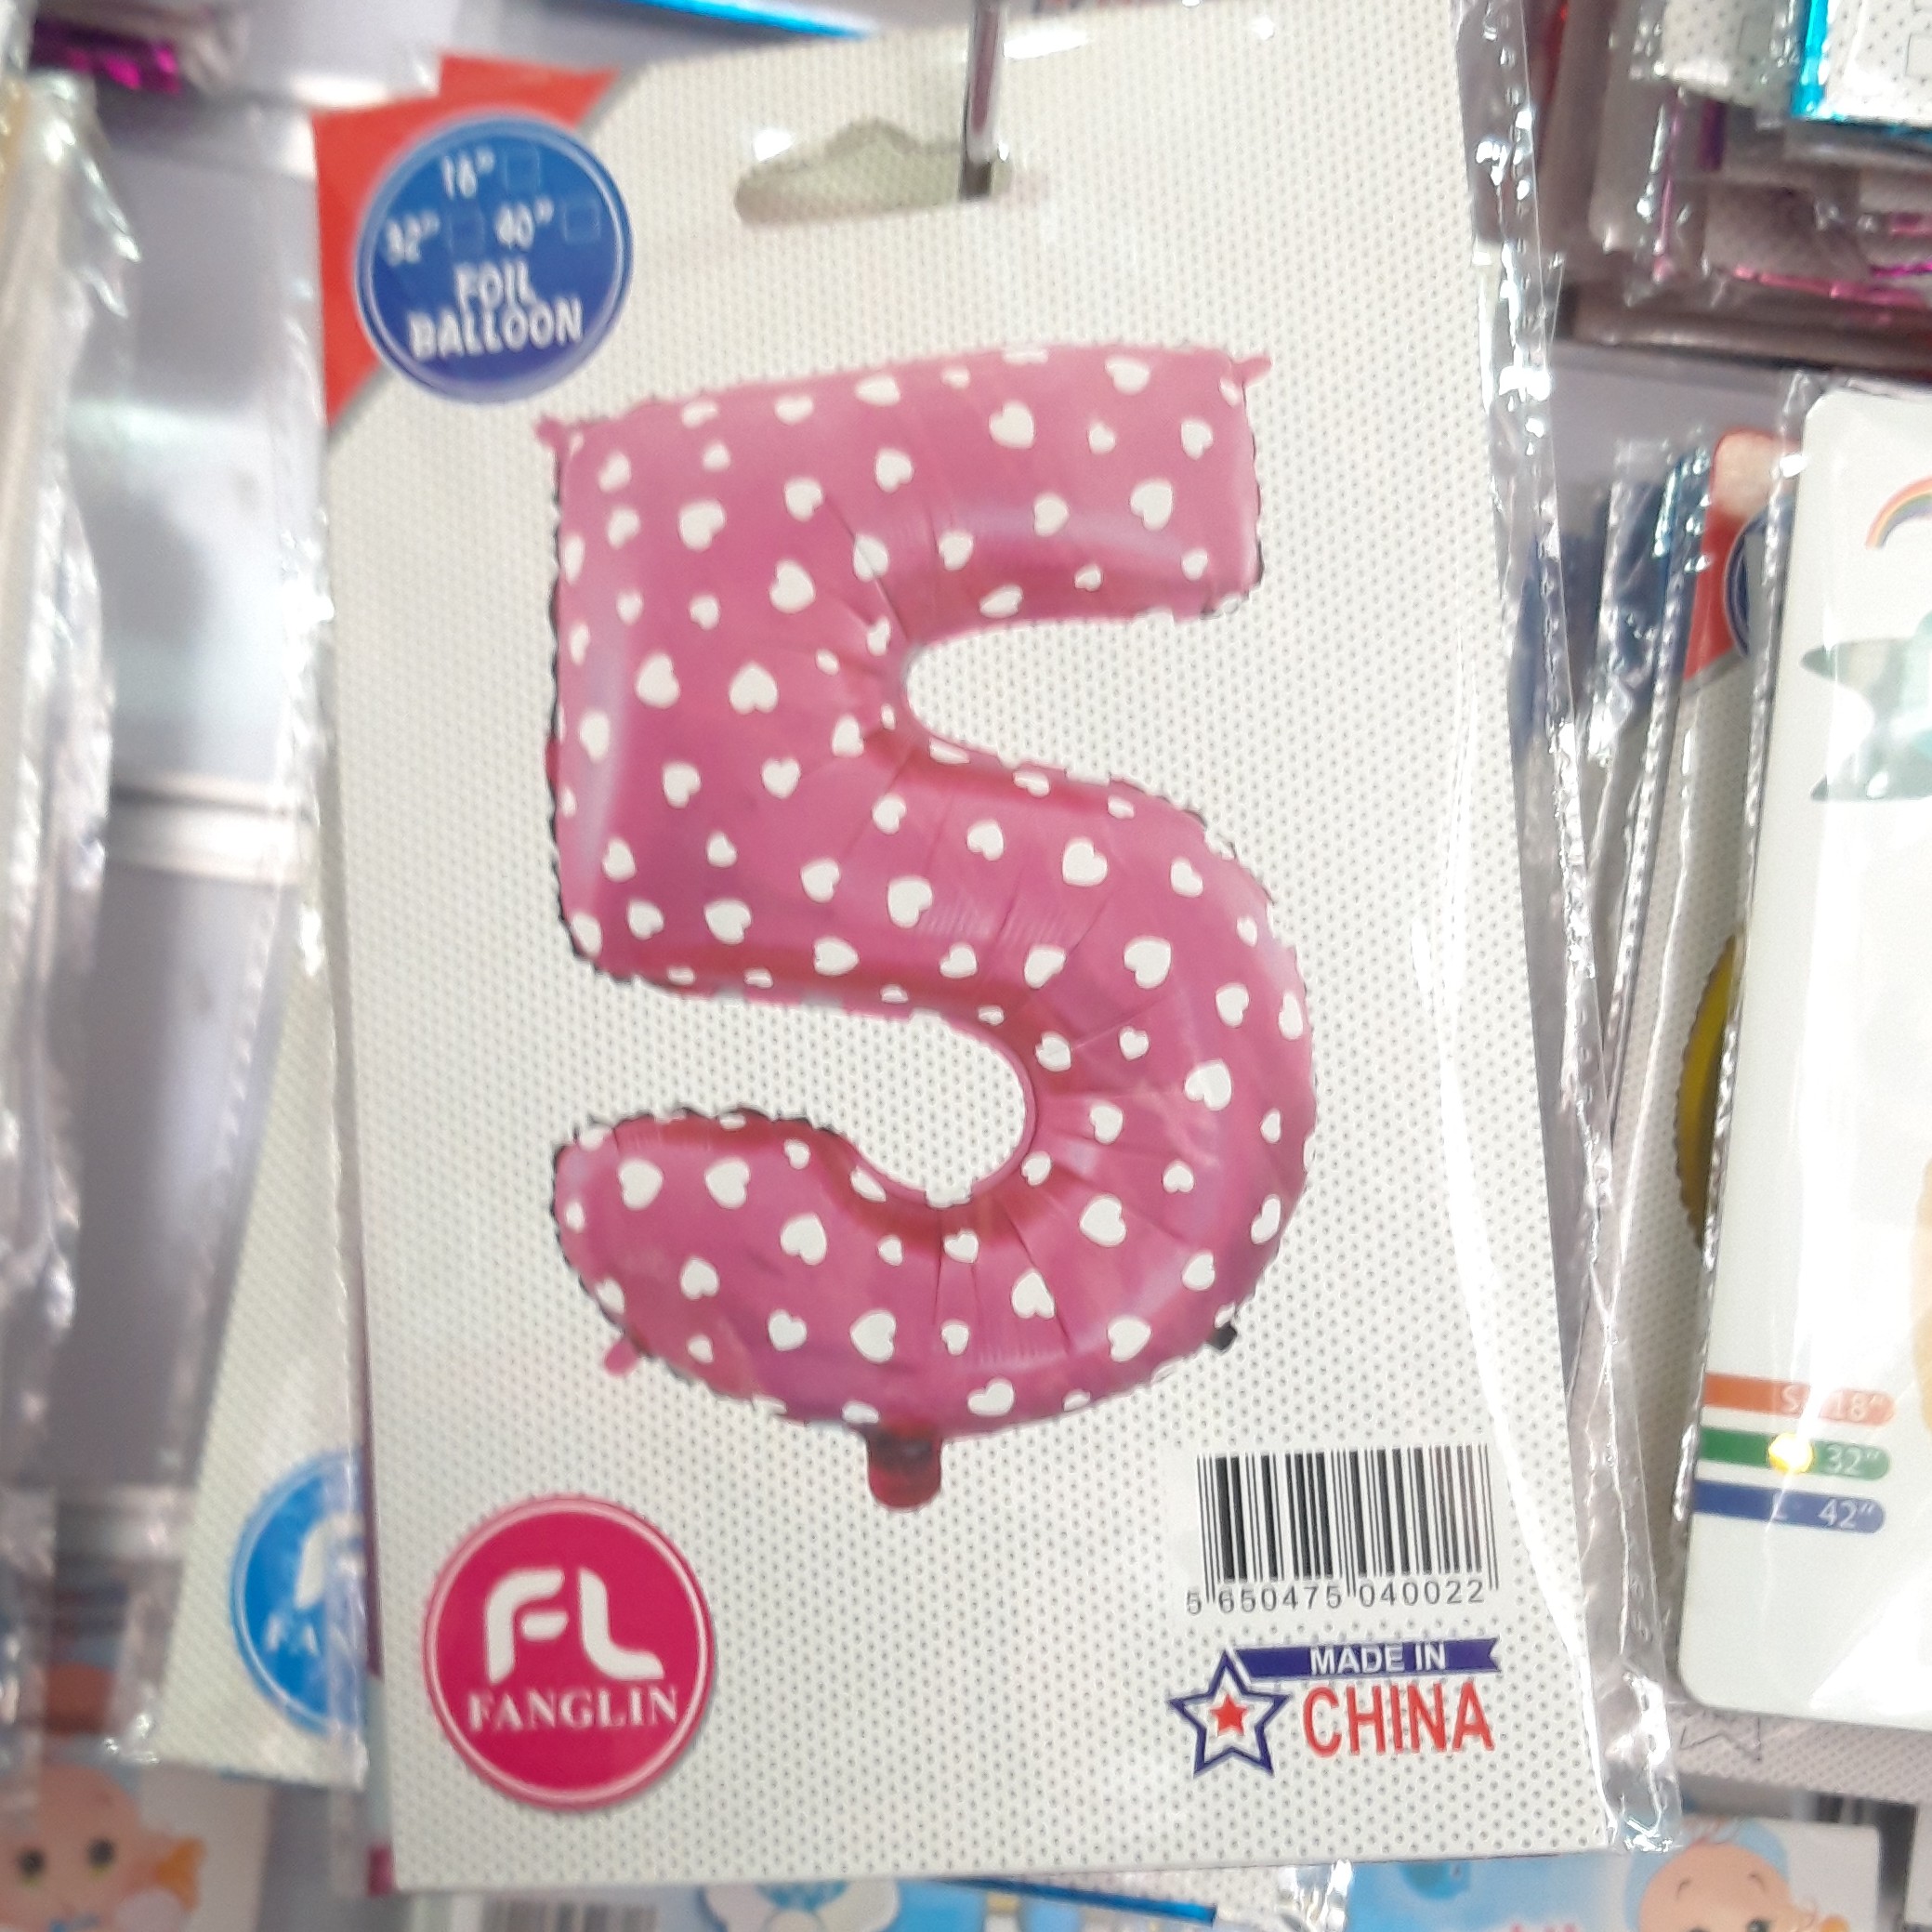 16"
32" 40"
FOIL
BALLOON
5
5 650475 040022
MADE IN
CHINA
FL
FANGLIN
18"
32"
42"